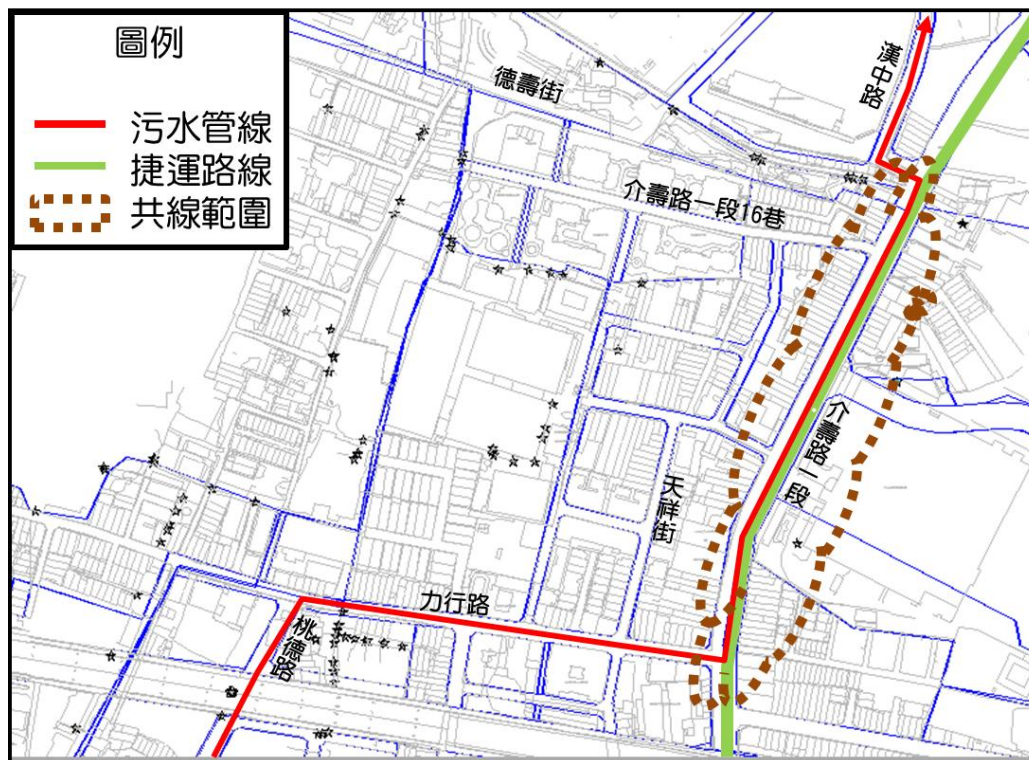 圖例
污水管線
捷運路線
共線範圍
漢中路
德壽街
介壽路一段16巷
介壽路一段
天祥街
力行路
桃德路